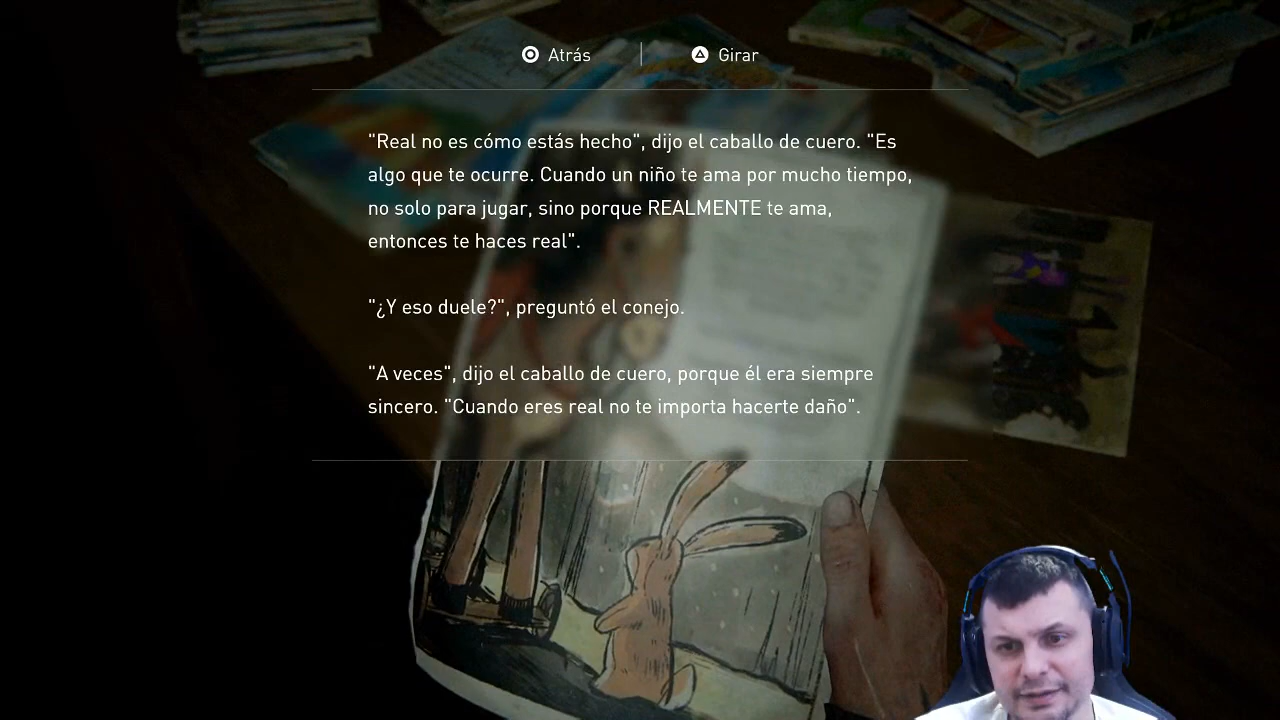 Atrás
Girar
"Real no es cómo estás hecho", dijo el caballo de cuero. "Es
algo que te ocurre. Cuando un niño te ama por mucho tiempo,
no solo para jugar, sino porque REALMENTE te ama,
entonces te haces real".
"¿Y eso duele?", preguntó el conejo.
"A veces", dijo el caballo de cuero, porque él era siempre
sincero. "Cuando eres real no te importa hacerte daño".